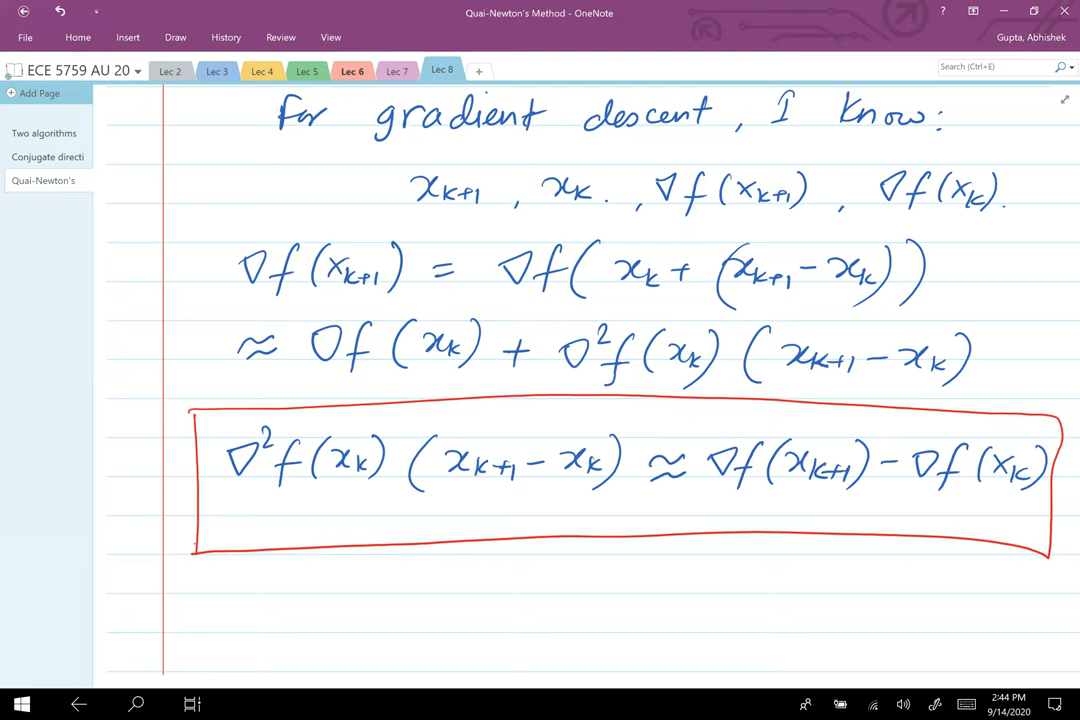 Quai-Newton's Method - OneNote
?
File Home Insert Draw History Review View
Gupta, Abhishek
ECE 5759 AU 20
Lec 2 Lec 3 Lec 4 Lec 5 Lec 6 Lec 7 Lec 8 +
Search (Ctrl+E)
Add Page
Two algorithms
Conjugate directi
Quai-Newton's
For gradient descent, I know:
x_{k+1}, x_k., ∇f(x_{k+1}), ∇f(x_k).
∇f(x_{k+1}) = ∇f(x_k + (x_{k+1} - x_k))
≈ ∇f(x_k) + ∇²f(x_k)(x_{k+1} - x_k)
∇²f(x_k)(x_{k+1} - x_k) ≈ ∇f(x_{k+1}) - ∇f(x_k)
2:44 PM
9/14/2020